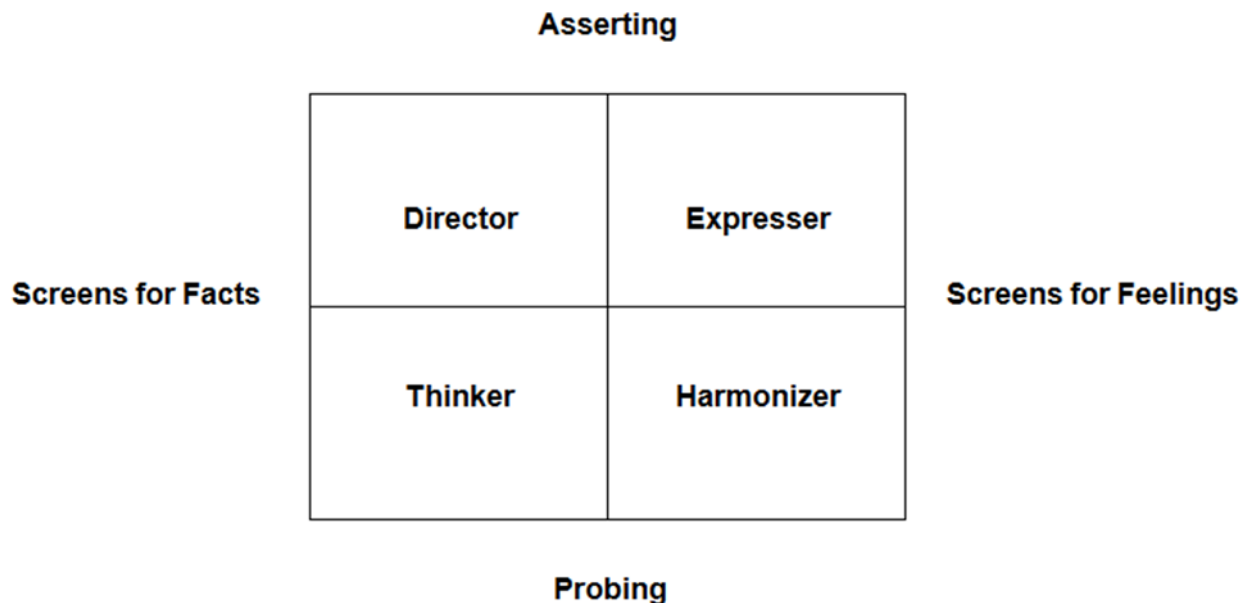 Asserting
Director
Expresser
Screens for Facts
Screens for Feelings
Thinker
Harmonizer
Probing